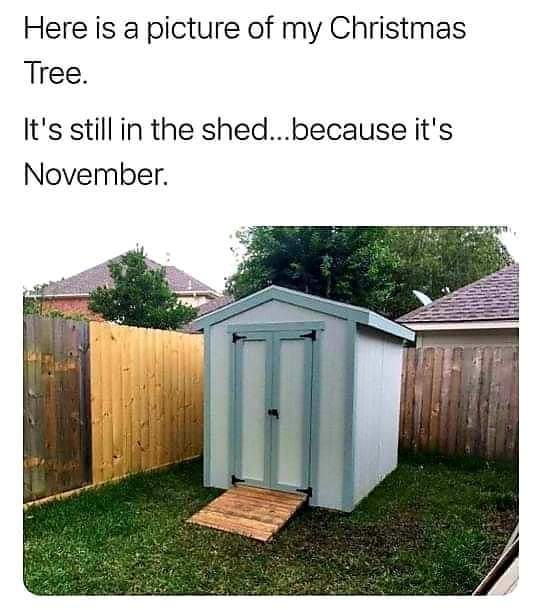 Here is a picture of my Christmas
Tree.
It's still in the shed...because it's
November.